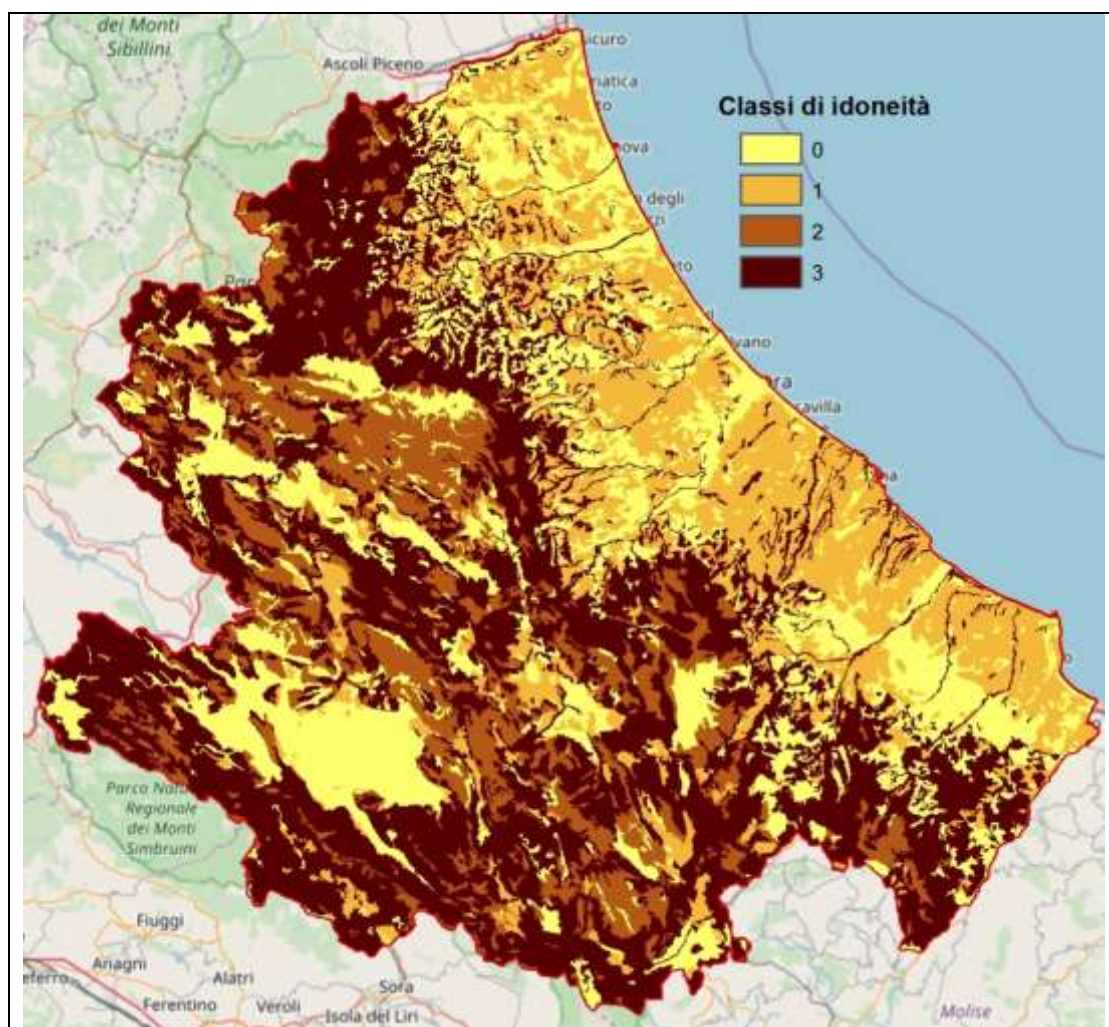 dei Monti
Sibillini
Ascoli Piceno
Classi di idoneità
0
1
2
3
degli
Parco
Regionale
dei Monti
Simbruini
Fiuggi
Anagni
Alatri
Ferentino
Veroli
Sora
Isola del Liri
Molise